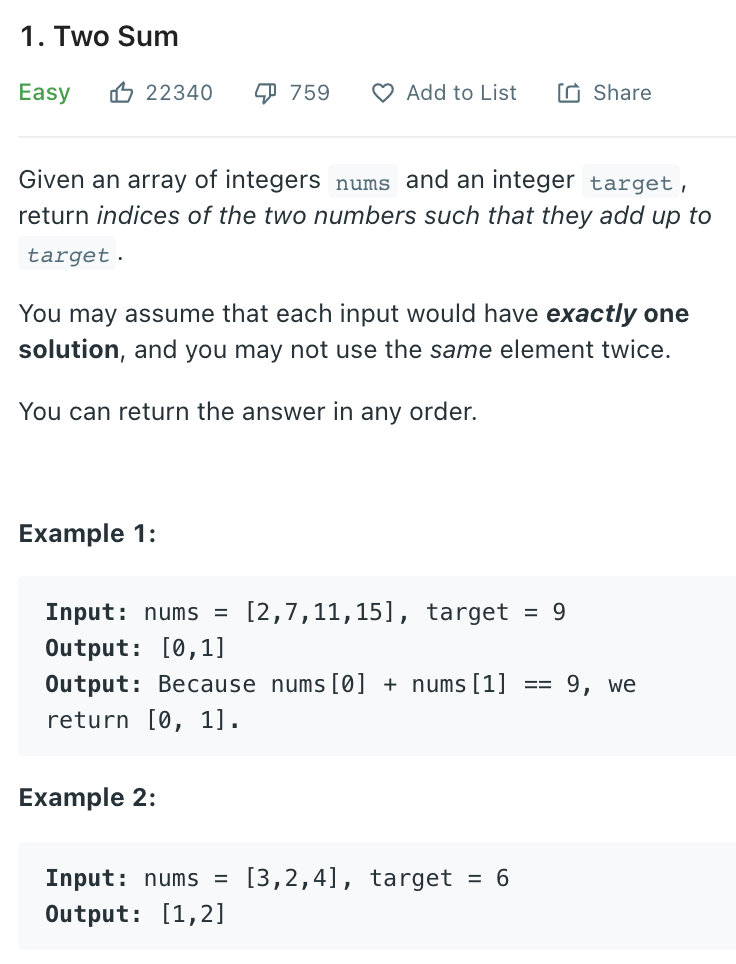 1. Two Sum
Easy 22340 759 Add to List Share
Given an array of integers nums and an integer target ,
return indices of the two numbers such that they add up to
target .
You may assume that each input would have exactly one
solution, and you may not use the same element twice.
You can return the answer in any order.
Example 1:
Input: nums = [2,7,11,15], target = 9
Output: [0,1]
Output: Because nums[0] + nums[1] == 9, we
return [0, 1].
Example 2:
Input: nums = [3,2,4], target = 6
Output: [1,2]